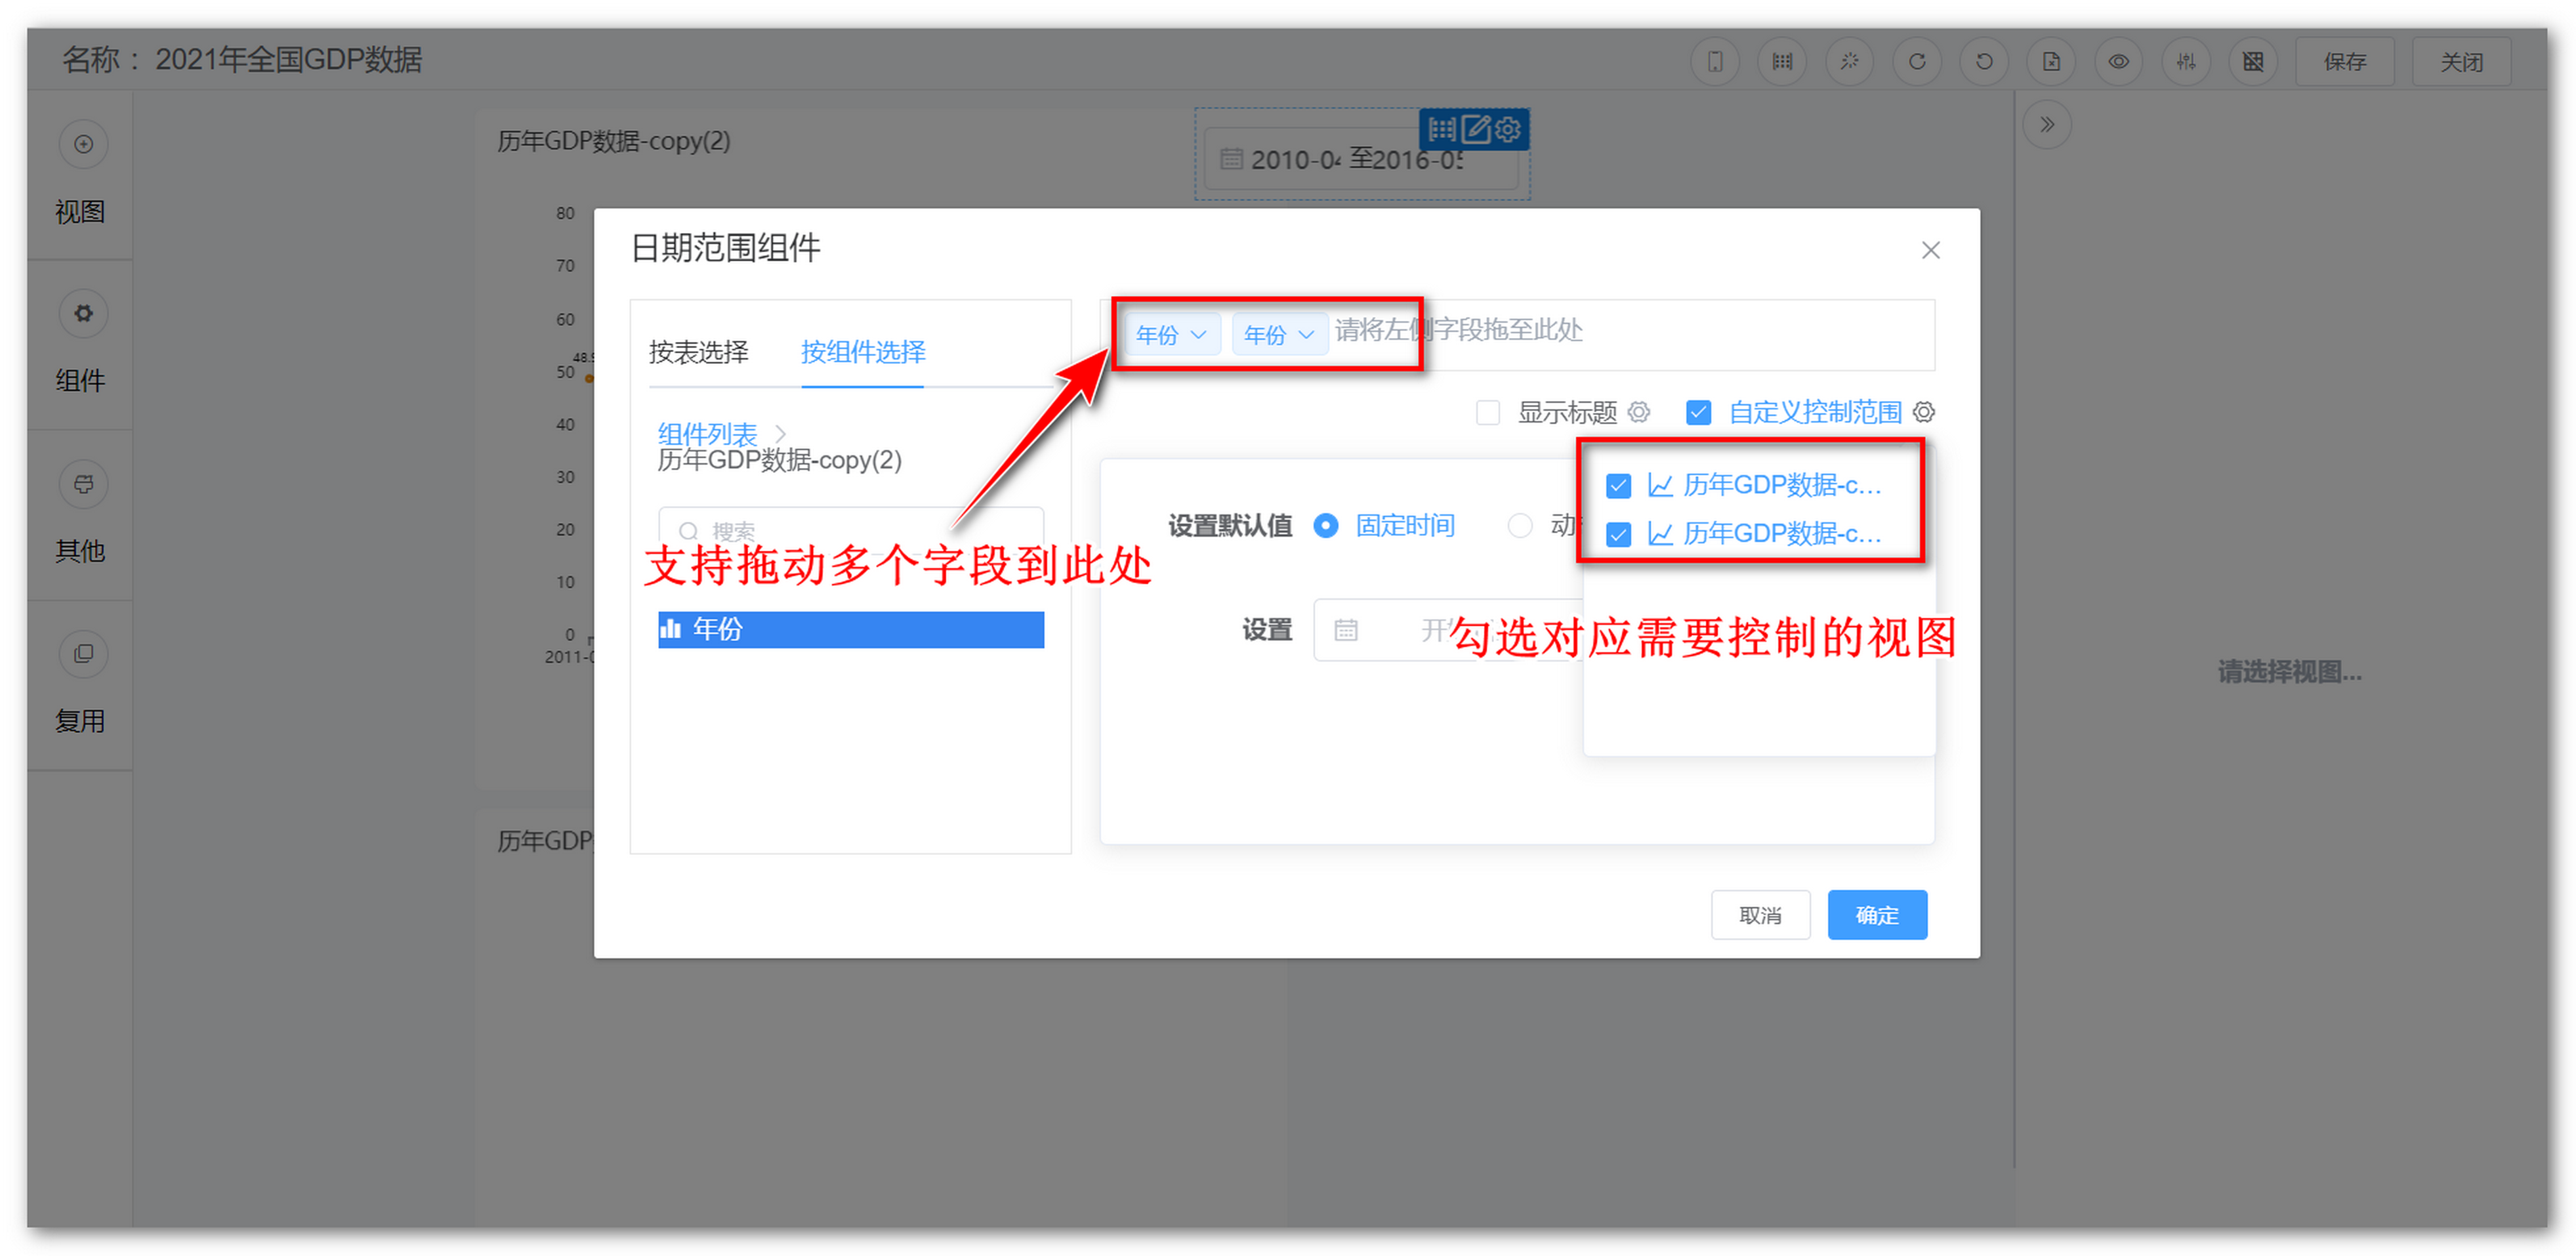 名称： 2021年全国GDP数据
保存
关闭
视图
组件
其他
复用
历年GDP数据-copy(2)
2010-04 至2016-05
80
70
60
50
40
30
20
10
0
48.5
2011-0
历年GDP
日期范围组件
按表选择
按组件选择
组件列表
历年GDP数据-copy(2)
搜索
支持拖动多个字段到此处
年份
年份
年份
请将左侧字段拖至此处
显示标题
自定义控制范围
历年GDP数据-c...
历年GDP数据-c...
设置默认值
固定时间
动
设置
开
勾选对应需要控制的视图
取消
确定
请选择视图...